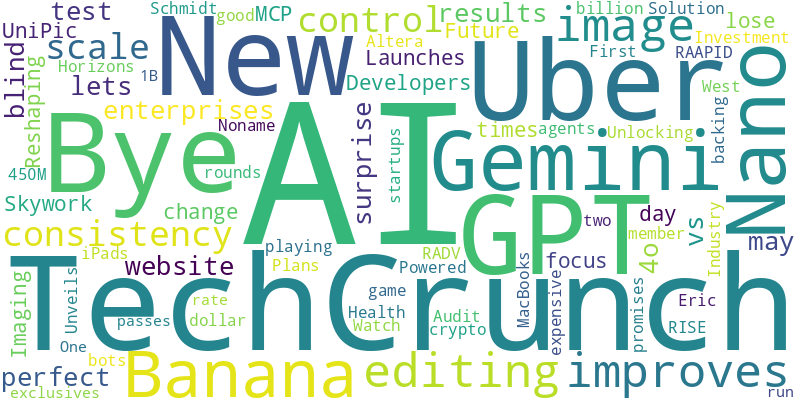 Schmidt
good
MCP
control
results
billion
Solution
image
test
UniPic
New
Uber
Altera
Future
First
RAAPID
lose
Investment
scale
blind
Horizons
1B
lets
Launches
Developers
West
Nano
Reshaping
enterprises
Noname
surprise
startups
times
agents
Unlocking
backing
Bye
AI
Gemini
450M
rounds
Skywork
change
GPT
two
day
member
vs
may
Industry
consistency
4o
website
playing
iPads
Plans
RADV
Powered
focus
MacBooks
expensive
TechCrunch
Imaging
Unveils
rate
dollar
game
Health
Watch
Audit
crypto
promises
Eric
RISE
passes
One
bots
perfect
exclusives
Banana
editing
improves
run